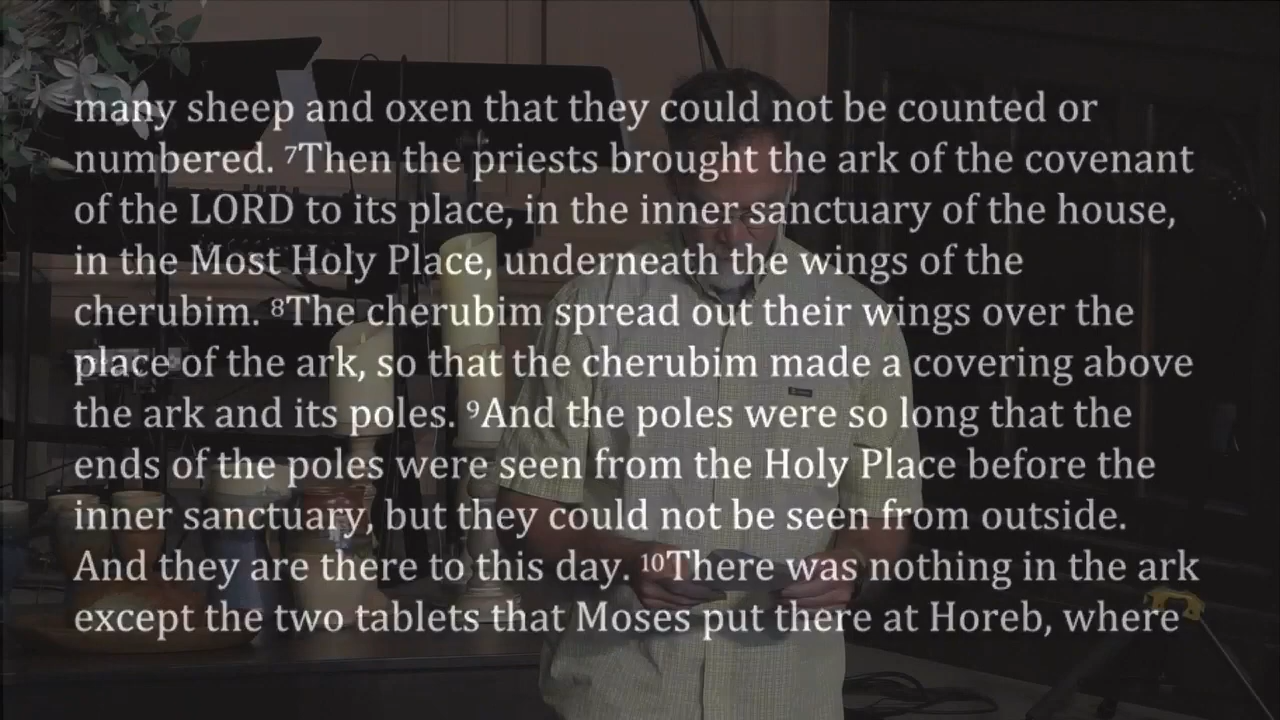 many sheep and oxen that they could not be counted or
numbered. ⁷Then the priests brought the ark of the covenant
of the LORD to its place, in the inner sanctuary of the house,
in the Most Holy Place, underneath the wings of the
cherubim. ⁸The cherubim spread out their wings over the
place of the ark, so that the cherubim made a covering above
the ark and its poles. ⁹And the poles were so long that the
ends of the poles were seen from the Holy Place before the
inner sanctuary, but they could not be seen from outside.
And they are there to this day. ¹⁰There was nothing in the ark
except the two tablets that Moses put there at Horeb, where